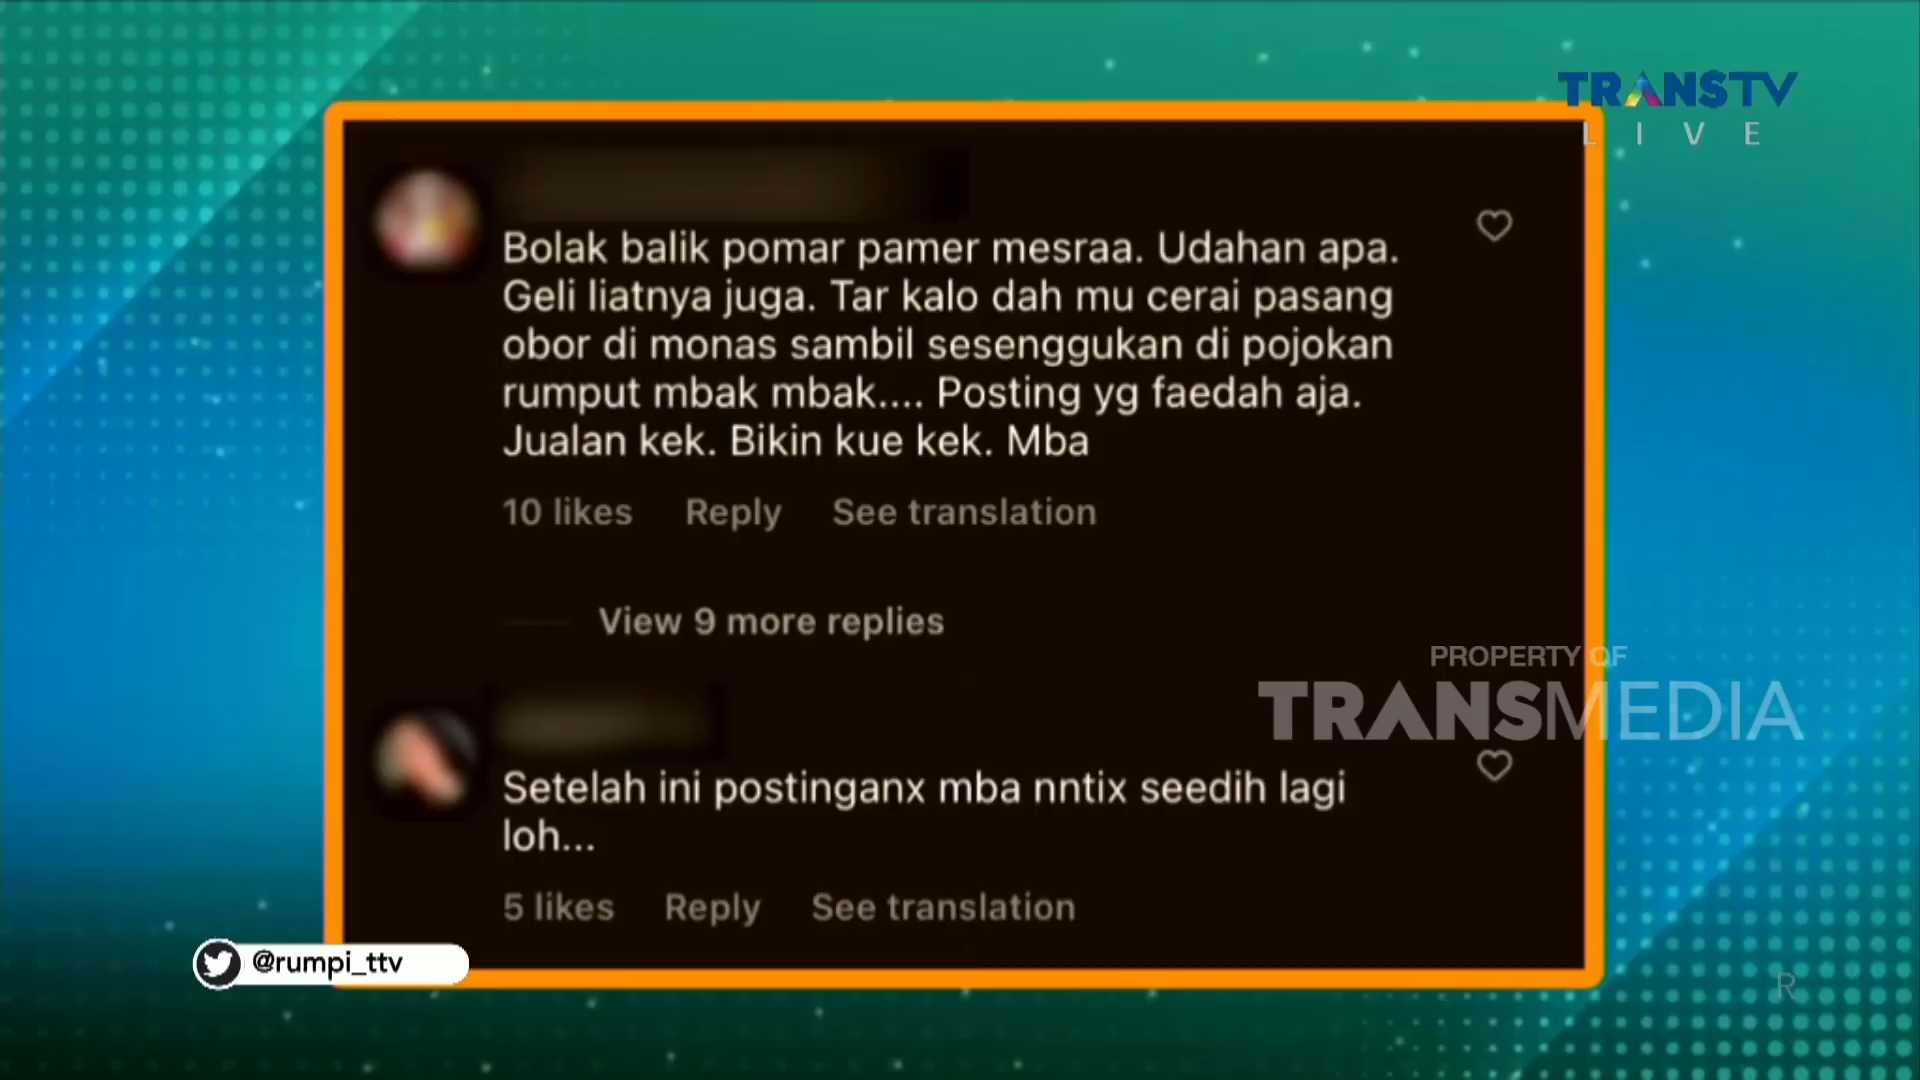 TRANSTV
LIVE
Bolak balik pomar pamer mesraa. Udahan apa.
Geli liatnya juga. Tar kalo dah mu cerai pasang
obor di monas sambil sesenggukan di pojokan
rumput mbak mbak.... Posting yg faedah aja.
Jualan kek. Bikin kue kek. Mba
10 likes Reply See translation
View 9 more replies
PROPERTY OF
TRANSMEDIA
Setelah ini postinganx mba nntix seedih lagi
loh...
5 likes Reply See translation
@rumpi_ttv
R